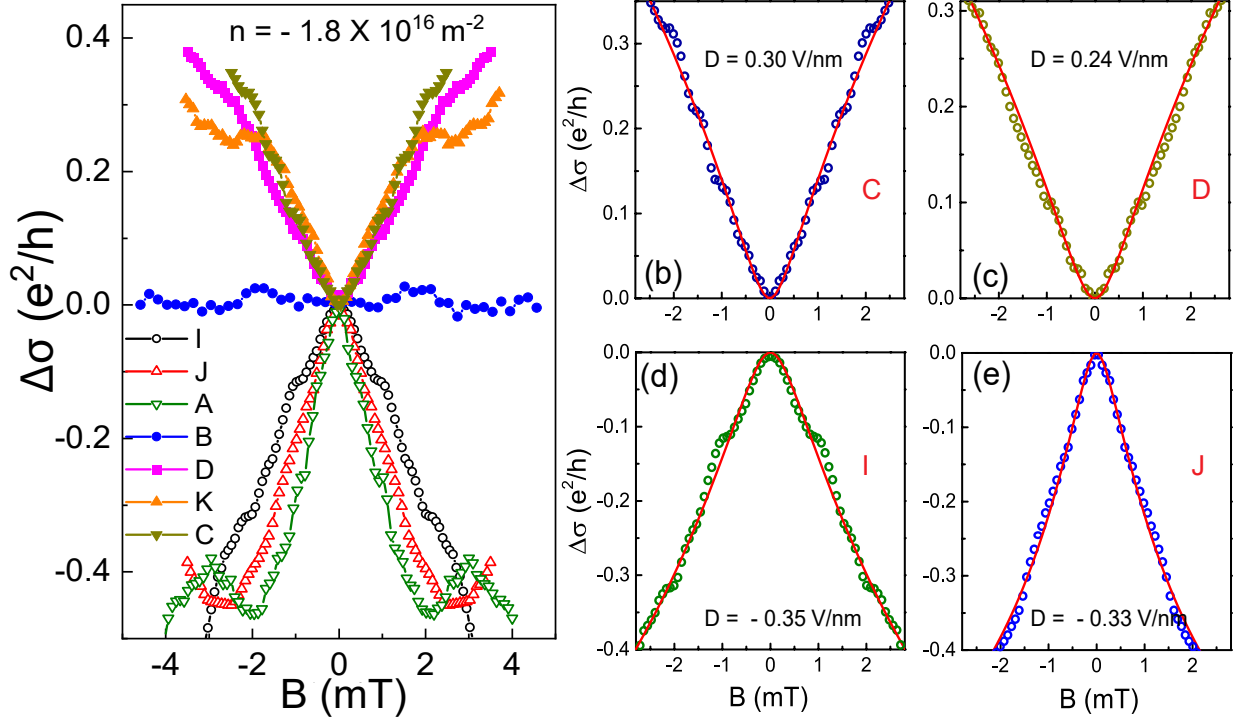 n = - 1.8 X 10^16 m^-2
0.4
0.2
0.0
-0.2
-0.4
Δσ (e²/h)
I
J
A
B
D
K
C
-4 -2 0 2 4
B (mT)
D = 0.30 V/nm
0.3
0.2
0.1
0.0
Δσ (e²/h)
C
(b)
-2 -1 0 1 2
D = 0.24 V/nm
0.3
0.2
0.1
0.0
D
(c)
-2 -1 0 1 2
(d)
0.0
-0.1
-0.2
-0.3
-0.4
Δσ (e²/h)
I
D = - 0.35 V/nm
-2 -1 0 1 2
B (mT)
(e)
0.0
-0.1
-0.2
-0.3
-0.4
J
D = - 0.33 V/nm
-2 -1 0 1 2
B (mT)